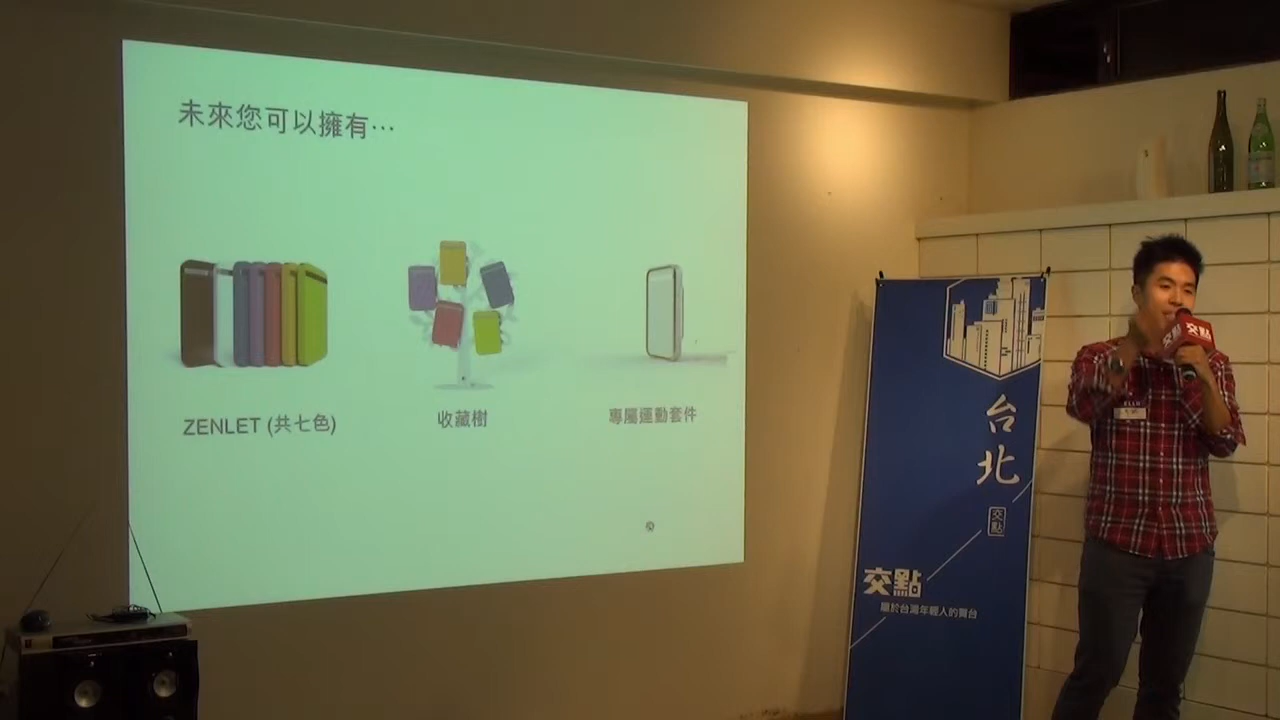 未來您可以擁有…
ZENLET (共七色)
收藏樹
專屬運動套件
台北
交點
交點
屬於台灣年輕人的舞台
交點
交點